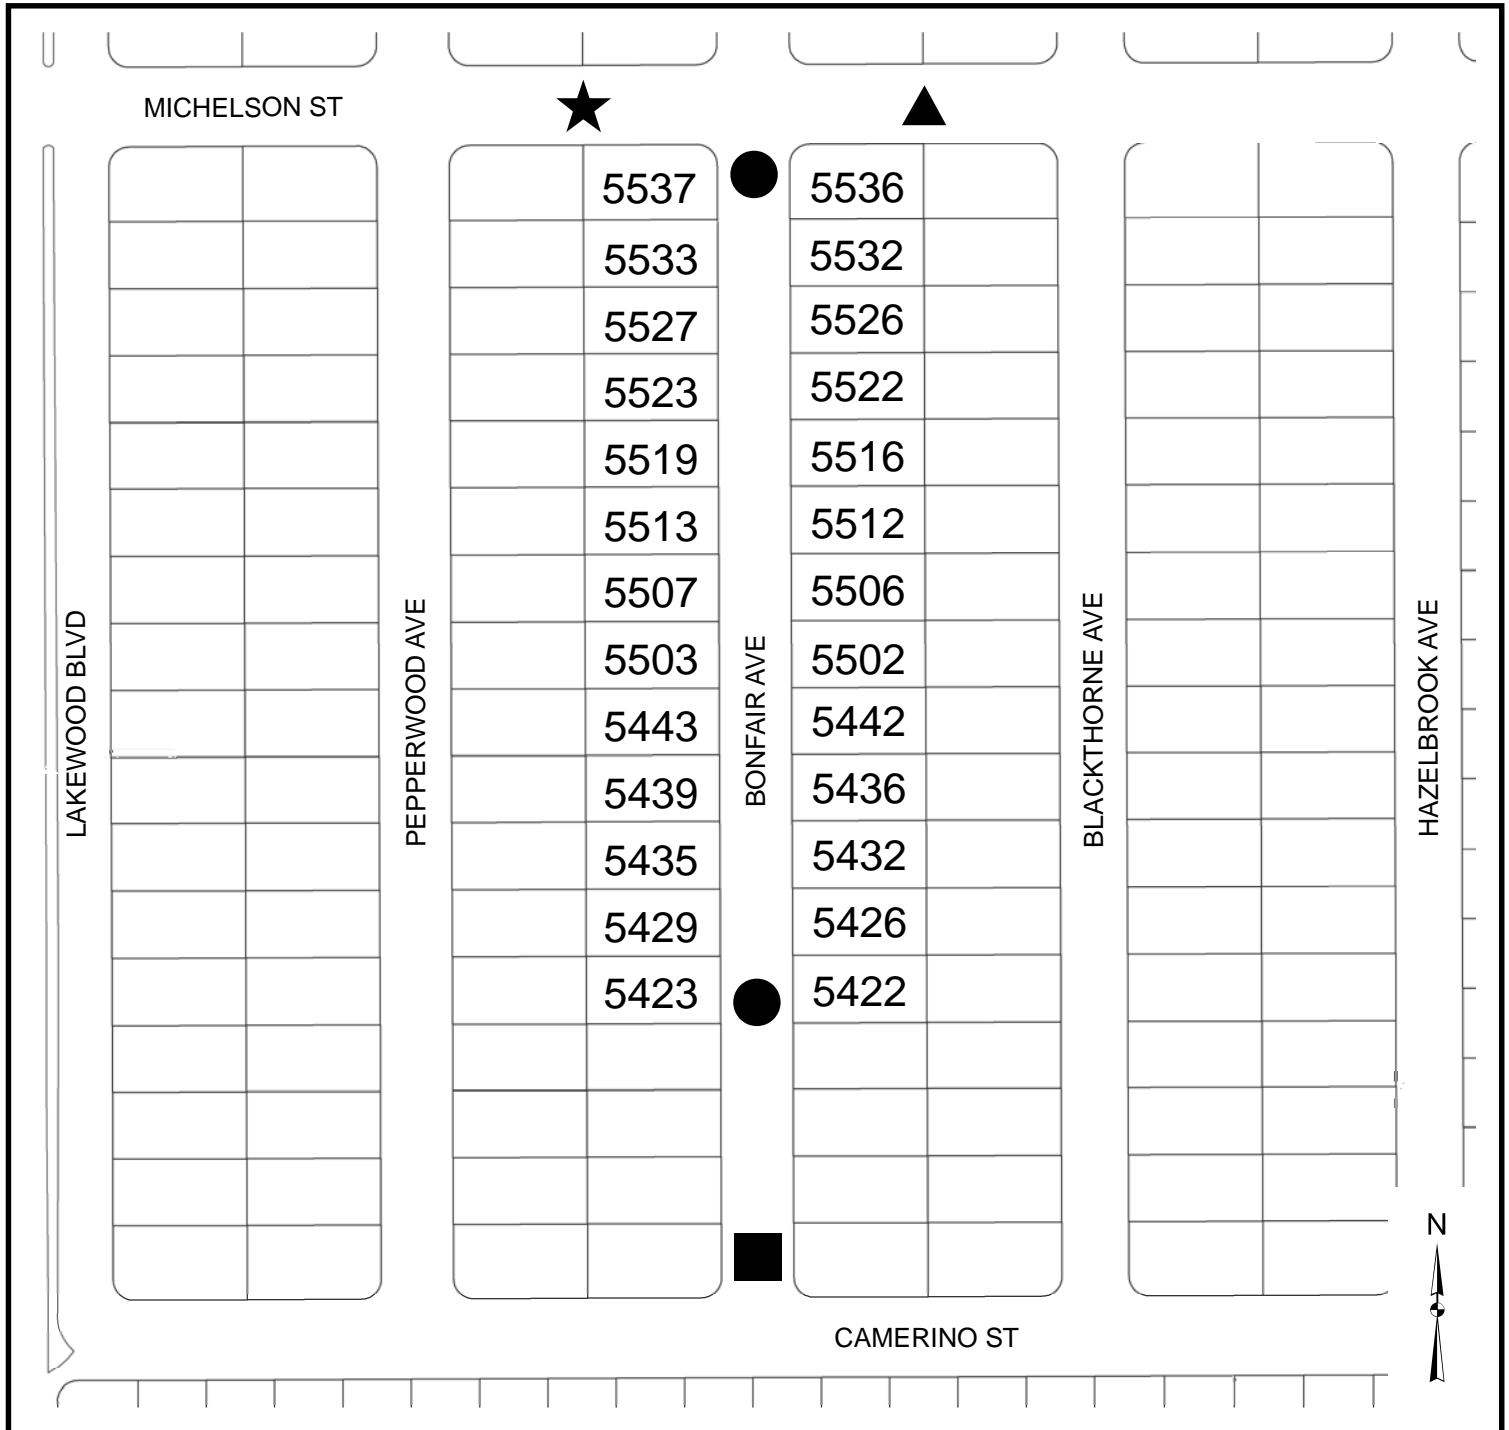 MICHELSON ST
5537 5536
5533 5532
5527 5526
5523 5522
5519 5516
5513 5512
5507 5506
5503 5502
5443 5442
5439 5436
5435 5432
5429 5426
5423 5422
LAKEWOOD BLVD
PEPPERWOOD AVE
BONFAIR AVE
BLACKTHORNE AVE
HAZELBROOK AVE
N
CAMERINO ST